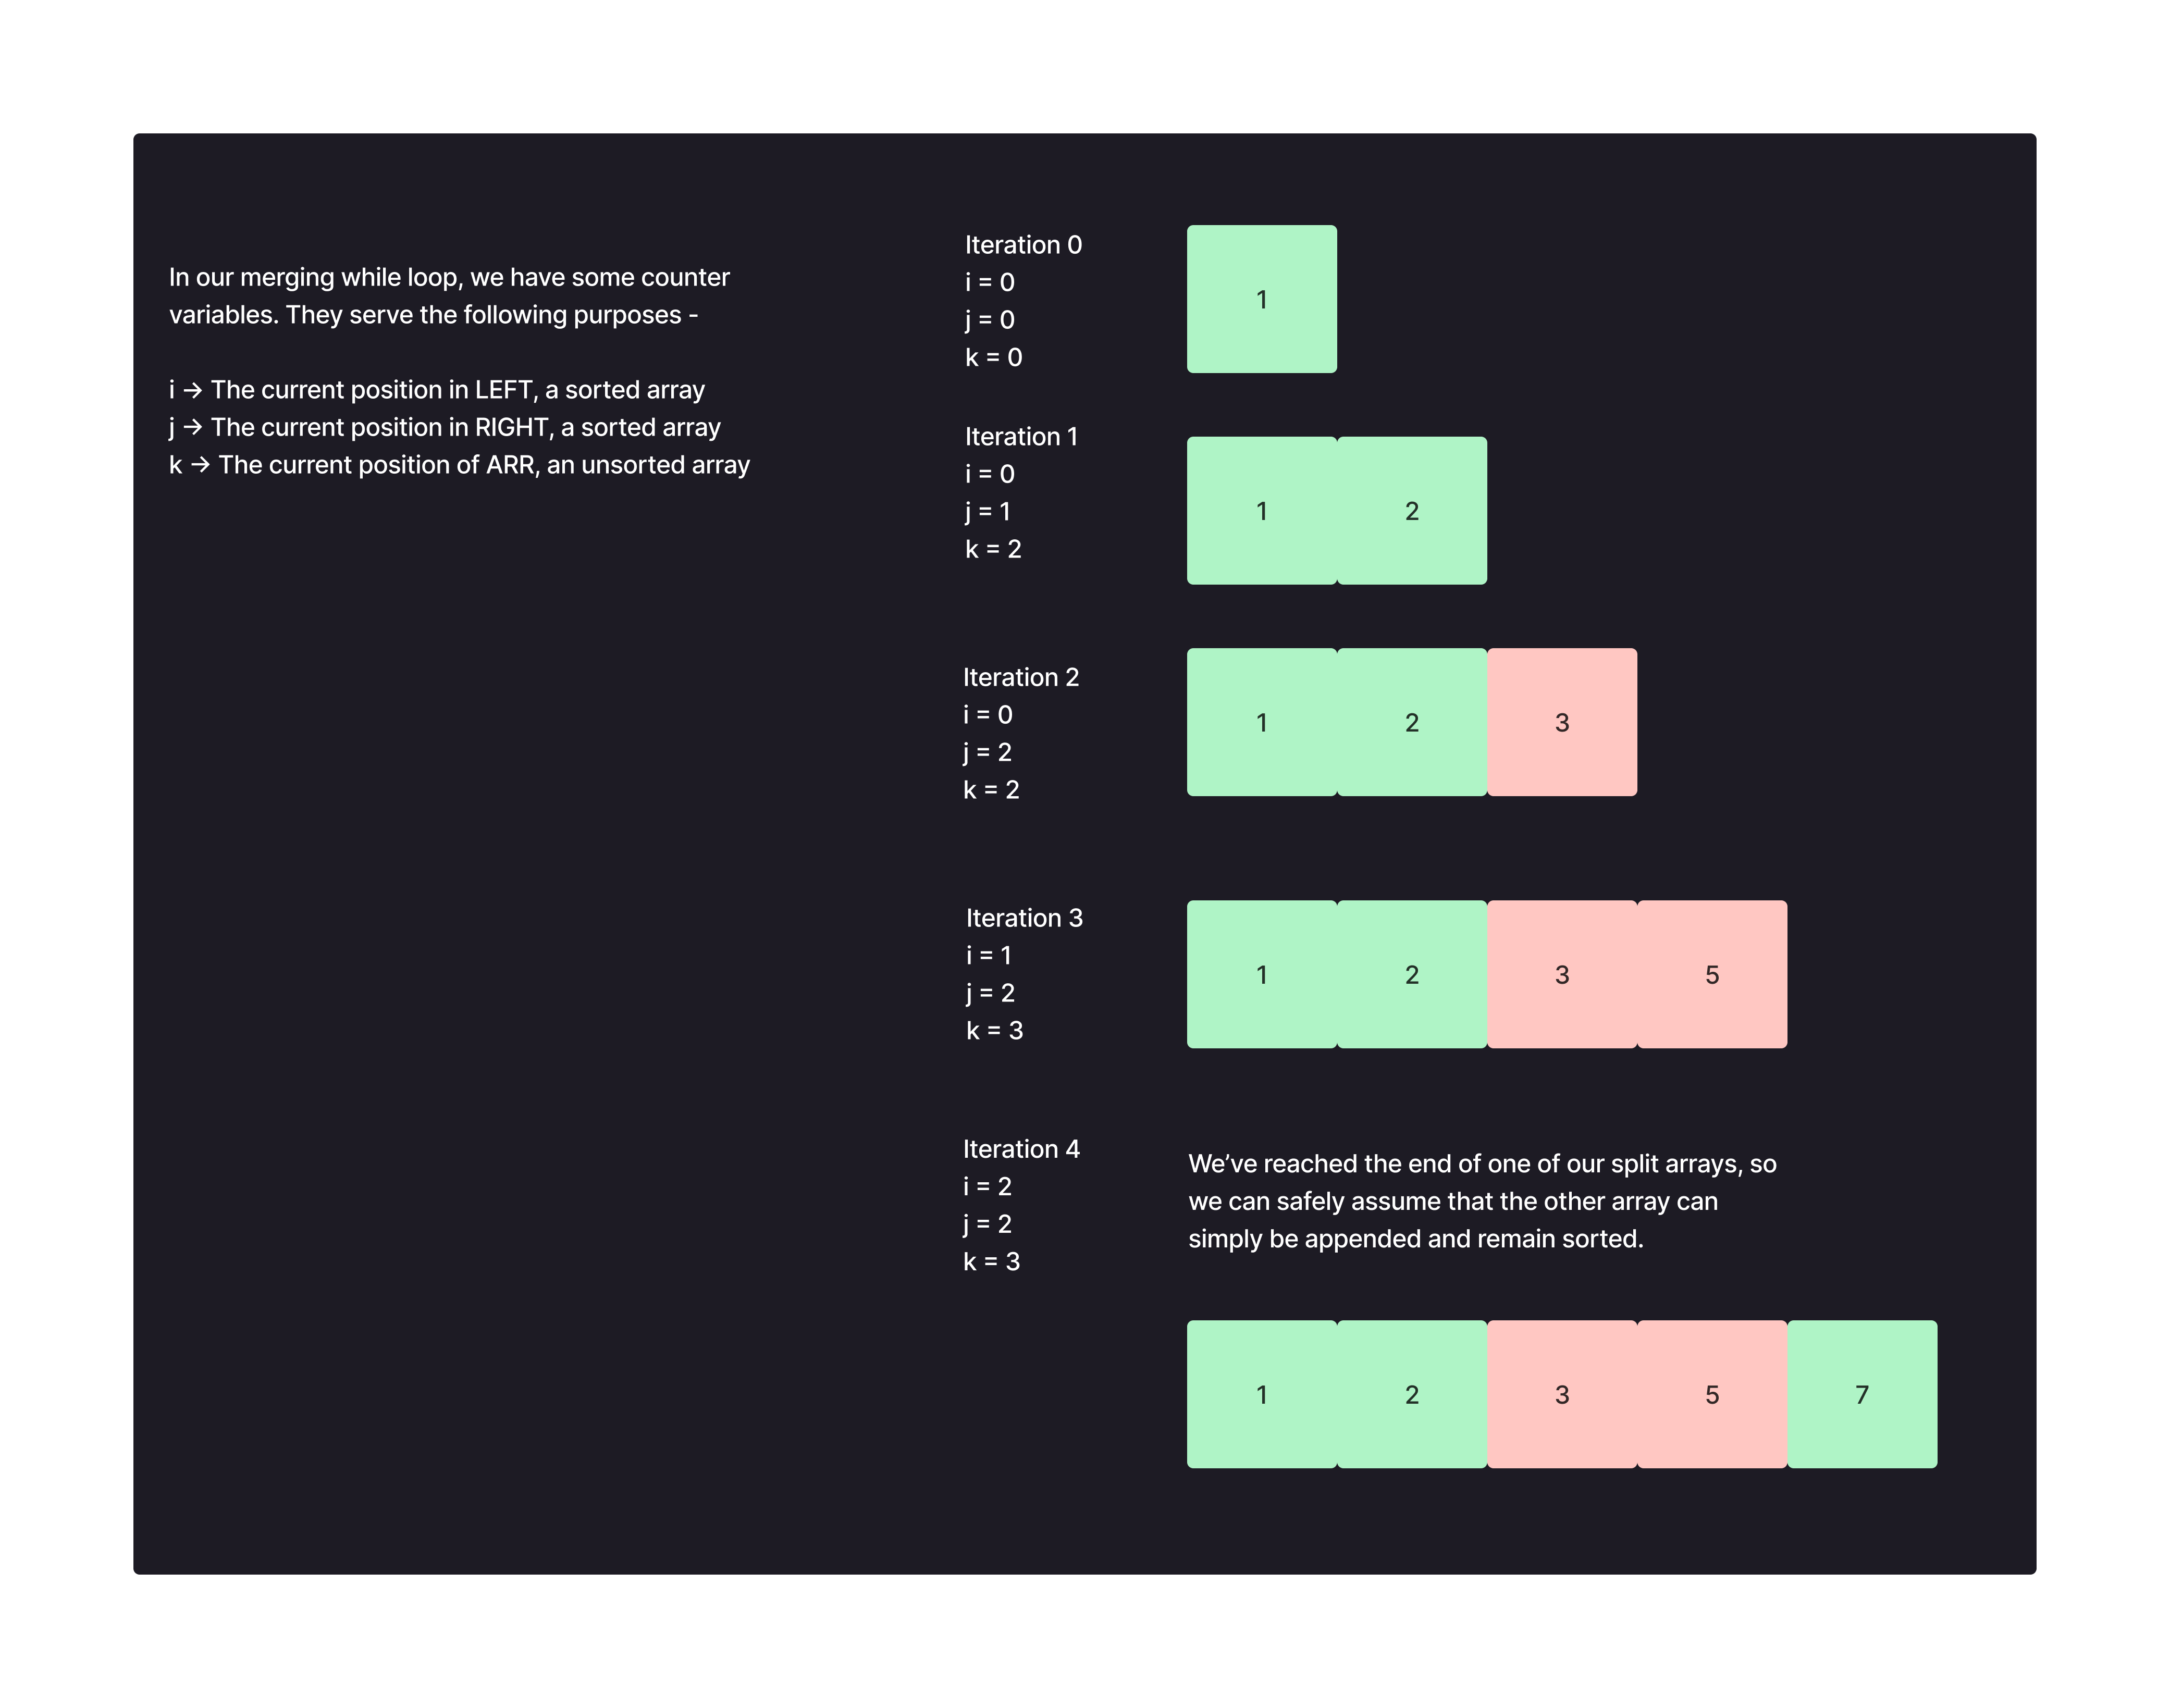 In our merging while loop, we have some counter
variables. They serve the following purposes -
i → The current position in LEFT, a sorted array
j → The current position in RIGHT, a sorted array
k → The current position of ARR, an unsorted array
Iteration 0
i = 0
j = 0
k = 0
1
Iteration 1
i = 0
j = 1
k = 2
1 2
Iteration 2
i = 0
j = 2
k = 2
1 2 3
Iteration 3
i = 1
j = 2
k = 3
1 2 3 5
Iteration 4
i = 2
j = 2
k = 3
We’ve reached the end of one of our split arrays, so
we can safely assume that the other array can
simply be appended and remain sorted.
1 2 3 5 7